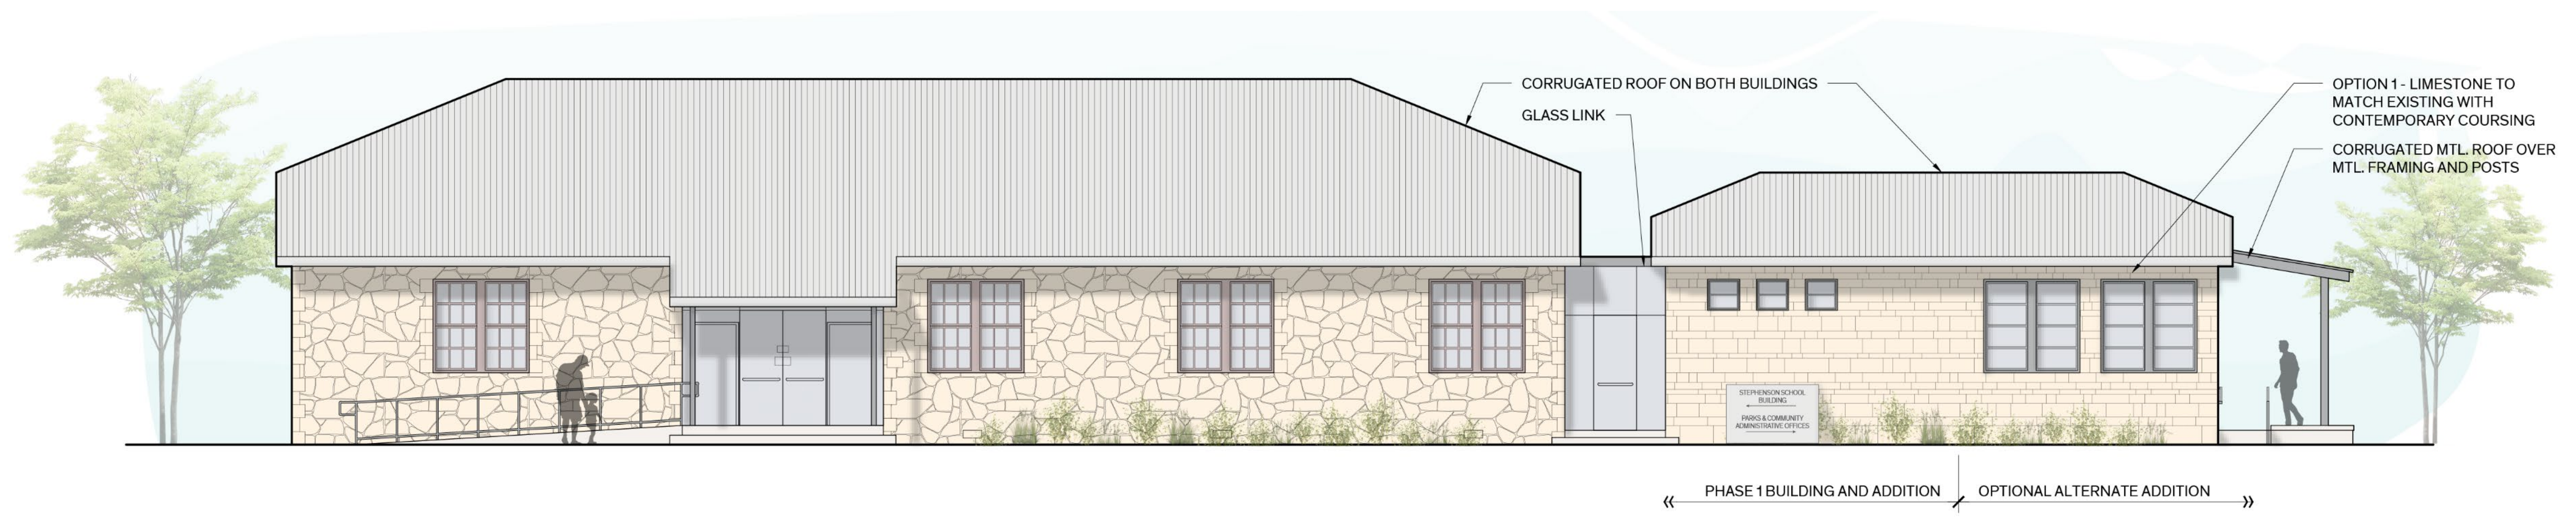 CORRUGATED ROOF ON BOTH BUILDINGS
GLASS LINK
OPTION 1 - LIMESTONE TO
MATCH EXISTING WITH
CONTEMPORARY COURSING
CORRUGATED MTL. ROOF OVER
MTL. FRAMING AND POSTS
STEPHENSON SCHOOL
BUILDING
PARKS & COMMUNITY
ADMINISTRATIVE OFFICES
PHASE 1 BUILDING AND ADDITION
OPTIONAL ALTERNATE ADDITION